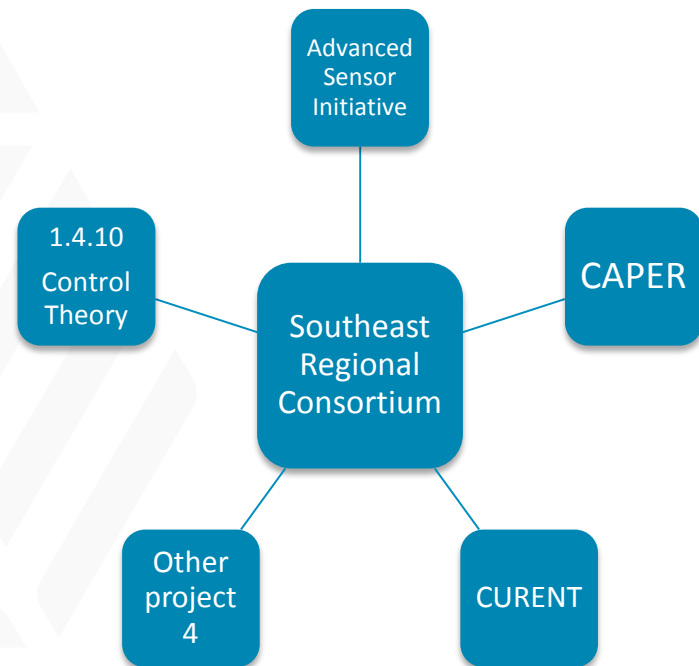 Advanced
Sensor
Initiative
1.4.10
Control
Theory
CAPER
Southeast
Regional
Consortium
Other
project
4
CURENT